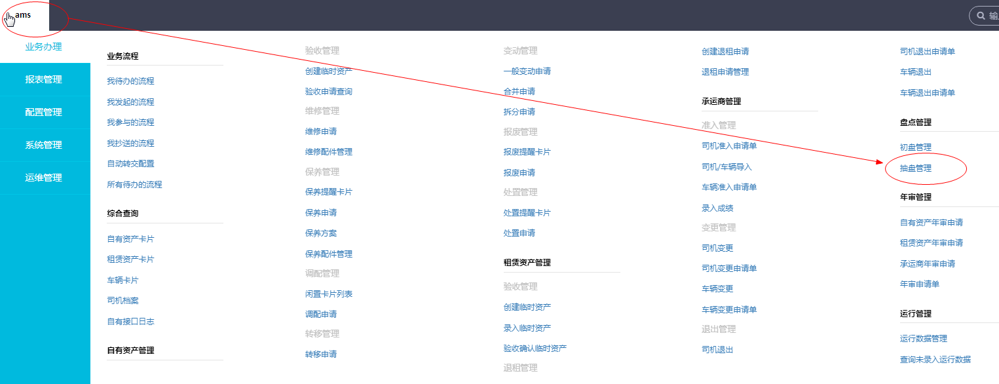 ams
输
业务办理
报表管理
配置管理
系统管理
运维管理
业务流程
我待办的流程
我发起的流程
我参与的流程
我抄送的流程
自动转交配置
所有待办的流程
综合查询
自有资产卡片
租赁资产卡片
车辆卡片
司机档案
自有接口日志
自有资产管理
验收管理
创建临时资产
验收申请查询
维修管理
维修申请
维修配件管理
保养管理
保养提醒卡片
保养申请
保养方案
保养配件管理
调配管理
闲置卡片列表
调配申请
转移管理
转移申请
变动管理
一般变动申请
合并申请
拆分申请
报废管理
报废提醒卡片
报废申请
处置管理
处置提醒卡片
处置申请
租赁资产管理
验收管理
创建临时资产
录入临时资产
验收确认临时资产
退租管理
创建退租申请
退租申请管理
承运商管理
准入管理
司机准入申请单
司机/车辆导入
车辆准入申请单
录入成绩
变更管理
司机变更
司机变更申请单
车辆变更
车辆变更申请单
退出管理
司机退出
司机退出申请单
车辆退出
车辆退出申请单
盘点管理
初盘管理
抽盘管理
年审管理
自有资产年审申请
租赁资产年审申请
承运商年审申请
年审申请单
运行管理
运行数据管理
查询未录入运行数据